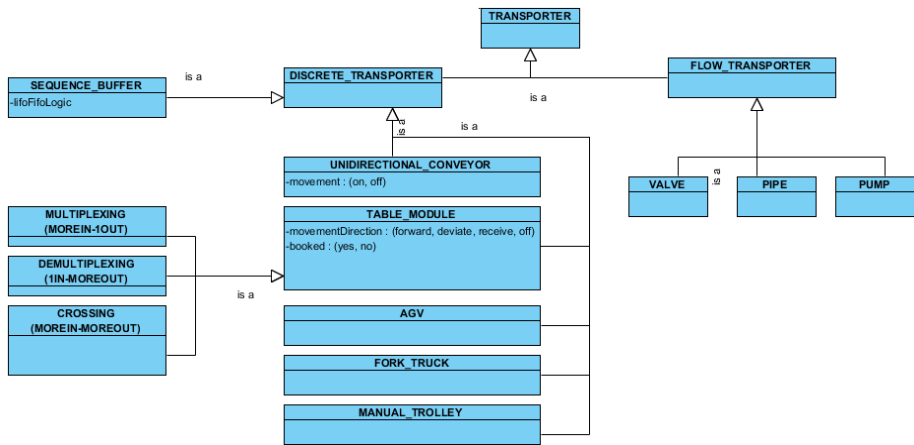 TRANSPORTER
is a
SEQUENCE_BUFFER
-lifoFifoLogic
DISCRETE_TRANSPORTER
is a
FLOW_TRANSPORTER
is a
is a
UNIDIRECTIONAL_CONVEYOR
-movement : (on, off)
is a
VALVE
PIPE
PUMP
MULTIPLEXING
(MOREIN-1OUT)
TABLE_MODULE
-movementDirection : (forward, deviate, receive, off)
-booked : (yes, no)
DEMULTIPLEXING
(1IN-MOREOUT)
is a
CROSSING
(MOREIN-MOREOUT)
AGV
FORK_TRUCK
MANUAL_TROLLEY